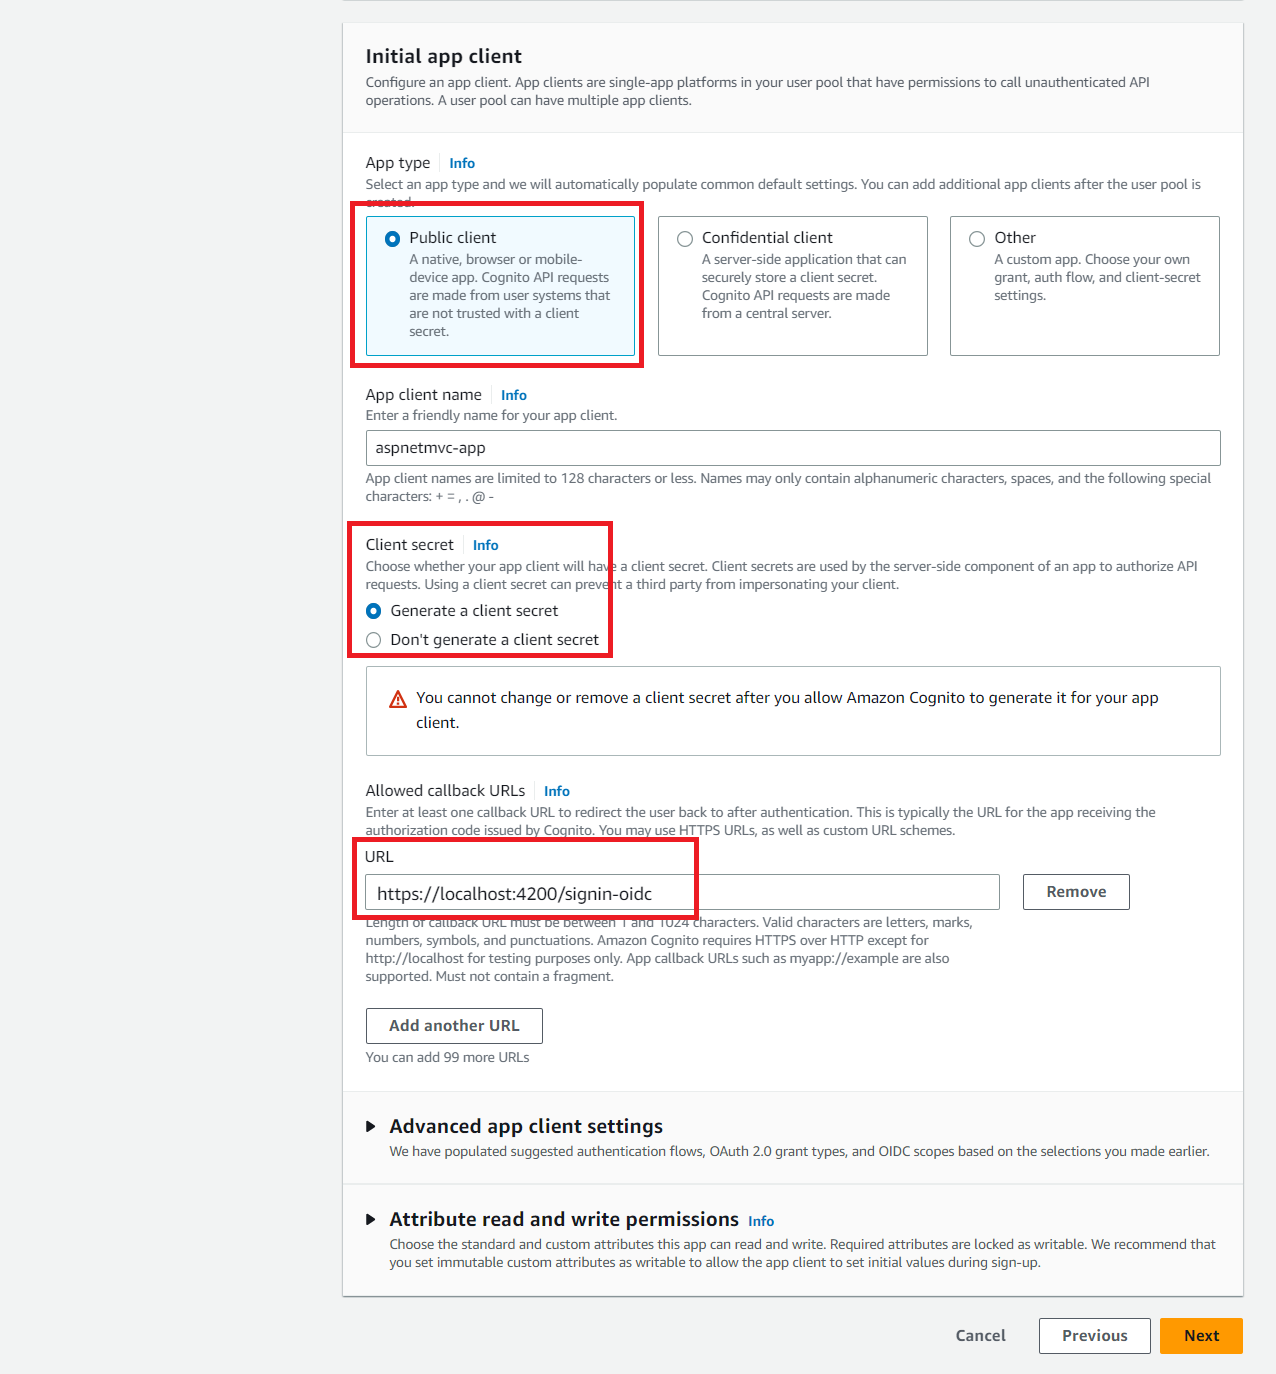 Initial app client
Configure an app client. App clients are single-app platforms in your user pool that have permissions to call unauthenticated API
operations. A user pool can have multiple app clients.
App type Info
Select an app type and we will automatically populate common default settings. You can add additional app clients after the user pool is
created.
Public client
A native, browser or mobile-
device app. Cognito API requests
are made from user systems that
are not trusted with a client
secret.
Confidential client
A server-side application that can
securely store a client secret.
Cognito API requests are made
from a central server.
Other
A custom app. Choose your own
grant, auth flow, and client-secret
settings.
App client name Info
Enter a friendly name for your app client.
aspnetmvc-app
App client names are limited to 128 characters or less. Names may only contain alphanumeric characters, spaces, and the following special
characters: + = , . @ -
Client secret Info
Choose whether your app client will have a client secret. Client secrets are used by the server-side component of an app to authorize API
requests. Using a client secret can prevent a third party from impersonating your client.
Generate a client secret
Don't generate a client secret
You cannot change or remove a client secret after you allow Amazon Cognito to generate it for your app
client.
Allowed callback URLs Info
Enter at least one callback URL to redirect the user back to after authentication. This is typically the URL for the app receiving the
authorization code issued by Cognito. You may use HTTPS URLs, as well as custom URL schemes.
URL
https://localhost:4200/signin-oidc
Remove
Length of callback URL must be between 1 and 1024 characters. Valid characters are letters, marks,
numbers, symbols, and punctuations. Amazon Cognito requires HTTPS over HTTP except for
http://localhost for testing purposes only. App callback URLs such as myapp://example are also
supported. Must not contain a fragment.
Add another URL
You can add 99 more URLs
Advanced app client settings
We have populated suggested authentication flows, OAuth 2.0 grant types, and OIDC scopes based on the selections you made earlier.
Attribute read and write permissions Info
Choose the standard and custom attributes this app can read and write. Required attributes are locked as writable. We recommend that
you set immutable custom attributes as writable to allow the app client to set initial values during sign-up.
Cancel
Previous
Next